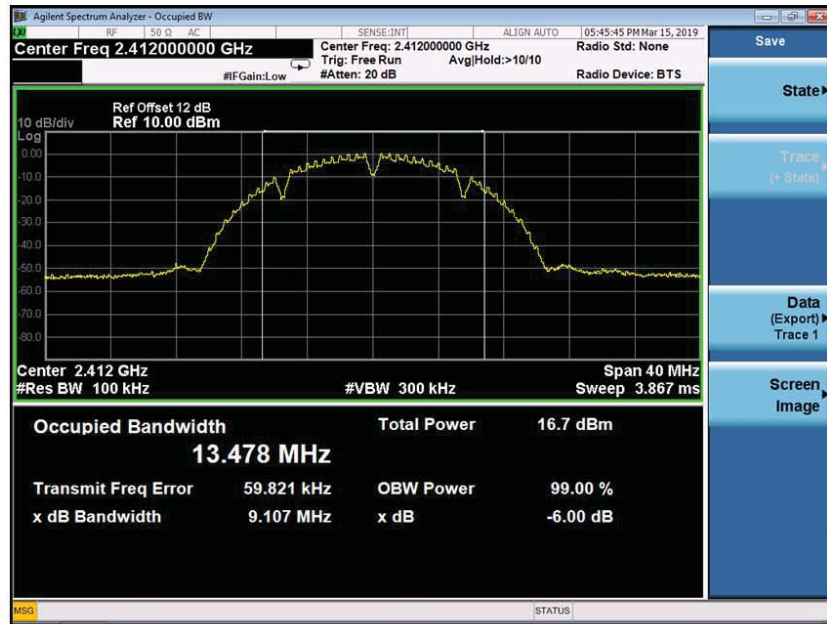 Agilent Spectrum Analyzer - Occupied BW
LXI RF 50 Ω AC SENSE:INT ALIGN AUTO 05:45:45 PM Mar 15, 2019
Center Freq 2.412000000 GHz Center Freq: 2.412000000 GHz Radio Std: None
Trig: Free Run Avg|Hold:>10/10
#IFGain:Low #Atten: 20 dB Radio Device: BTS
Ref Offset 12 dB
10 dB/div Ref 10.00 dBm
Log
0.00
-10.0
-20.0
-30.0
-40.0
-50.0
-60.0
-70.0
-80.0
Center 2.412 GHz Span 40 MHz
#Res BW 100 kHz #VBW 300 kHz Sweep 3.867 ms
Occupied Bandwidth Total Power 16.7 dBm
13.478 MHz
Transmit Freq Error 59.821 kHz OBW Power 99.00 %
x dB Bandwidth 9.107 MHz x dB -6.00 dB
MSG STATUS
Save
State
Trace
(+ State)
Data
(Export)
Trace 1
Screen
Image